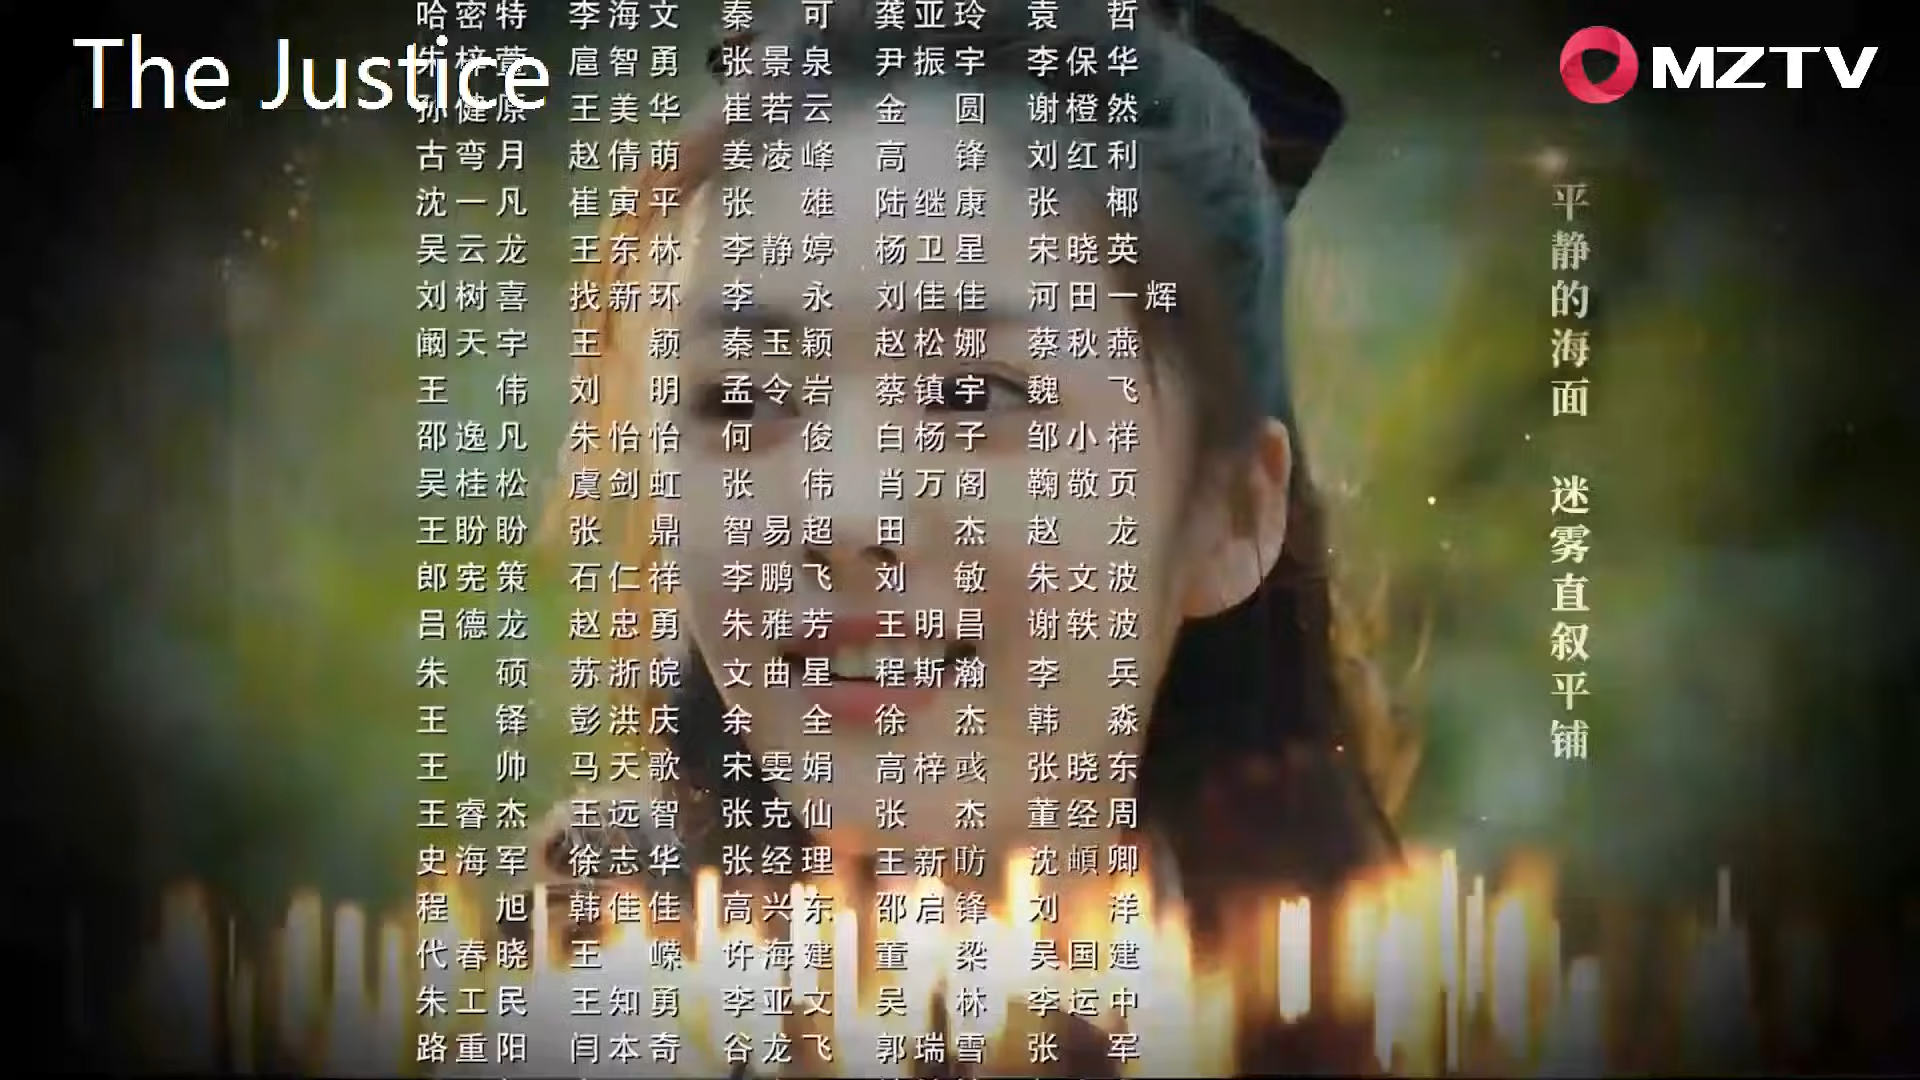 The Justice
MZTV
哈密特 李海文 秦可 龚亚玲 袁哲
朱梓萱 扈智勇 张景泉 尹振宇 李保华
孙健原 王美华 崔若云 金圆 谢橙然
古弯月 赵倩萌 姜凌峰 高锋 刘红利
沈一凡 崔寅平 张雄 陆继康 张椰
吴云龙 王东林 李静婷 杨卫星 宋晓英
刘树喜 找新环 李永 刘佳佳 河田一辉
阚天宇 王颖 秦玉颖 赵松娜 蔡秋燕
王伟 刘明 孟令岩 蔡镇宇 魏飞
邵逸凡 朱怡怡 何俊 白杨子 邹小祥
吴桂松 虞剑虹 张伟 肖万阁 鞠敬页
王盼盼 张鼎 智易超 田杰 赵龙
郎宪策 石仁祥 李鹏飞 刘敏 朱文波
吕德龙 赵忠勇 朱雅芳 王明昌 谢轶波
朱硕 苏浙皖 文曲星 程斯瀚 李兵
王铎 彭洪庆 余全 徐杰 韩淼
王帅 马天歌 宋雯娟 高梓彧 张晓东
王睿杰 王远智 张克仙 张杰 董经周
史海军 徐志华 张经理 王新昉 沈卿
程旭 韩佳佳 高兴东 邵启锋 刘洋
代春晓 王嵘 许海建 董梁 吴国建
朱工民 王知勇 李亚文 吴林 李运中
路重阳 闫本奇 谷龙飞 郭瑞雪 张军
平静的海面 迷雾直叙平铺